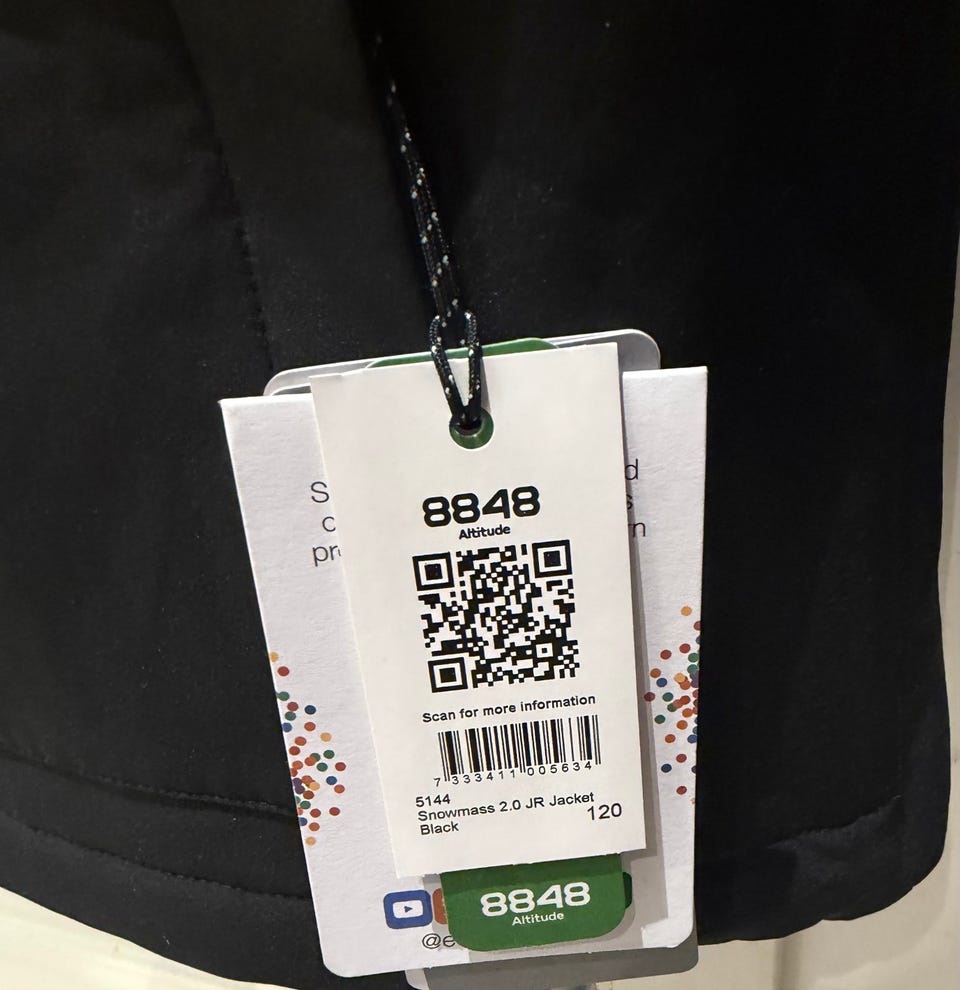 8848
Altitude
Scan for more information
7 333411 005634
5144
Snowmass 2.0 JR Jacket
Black
120
8848
Altitude